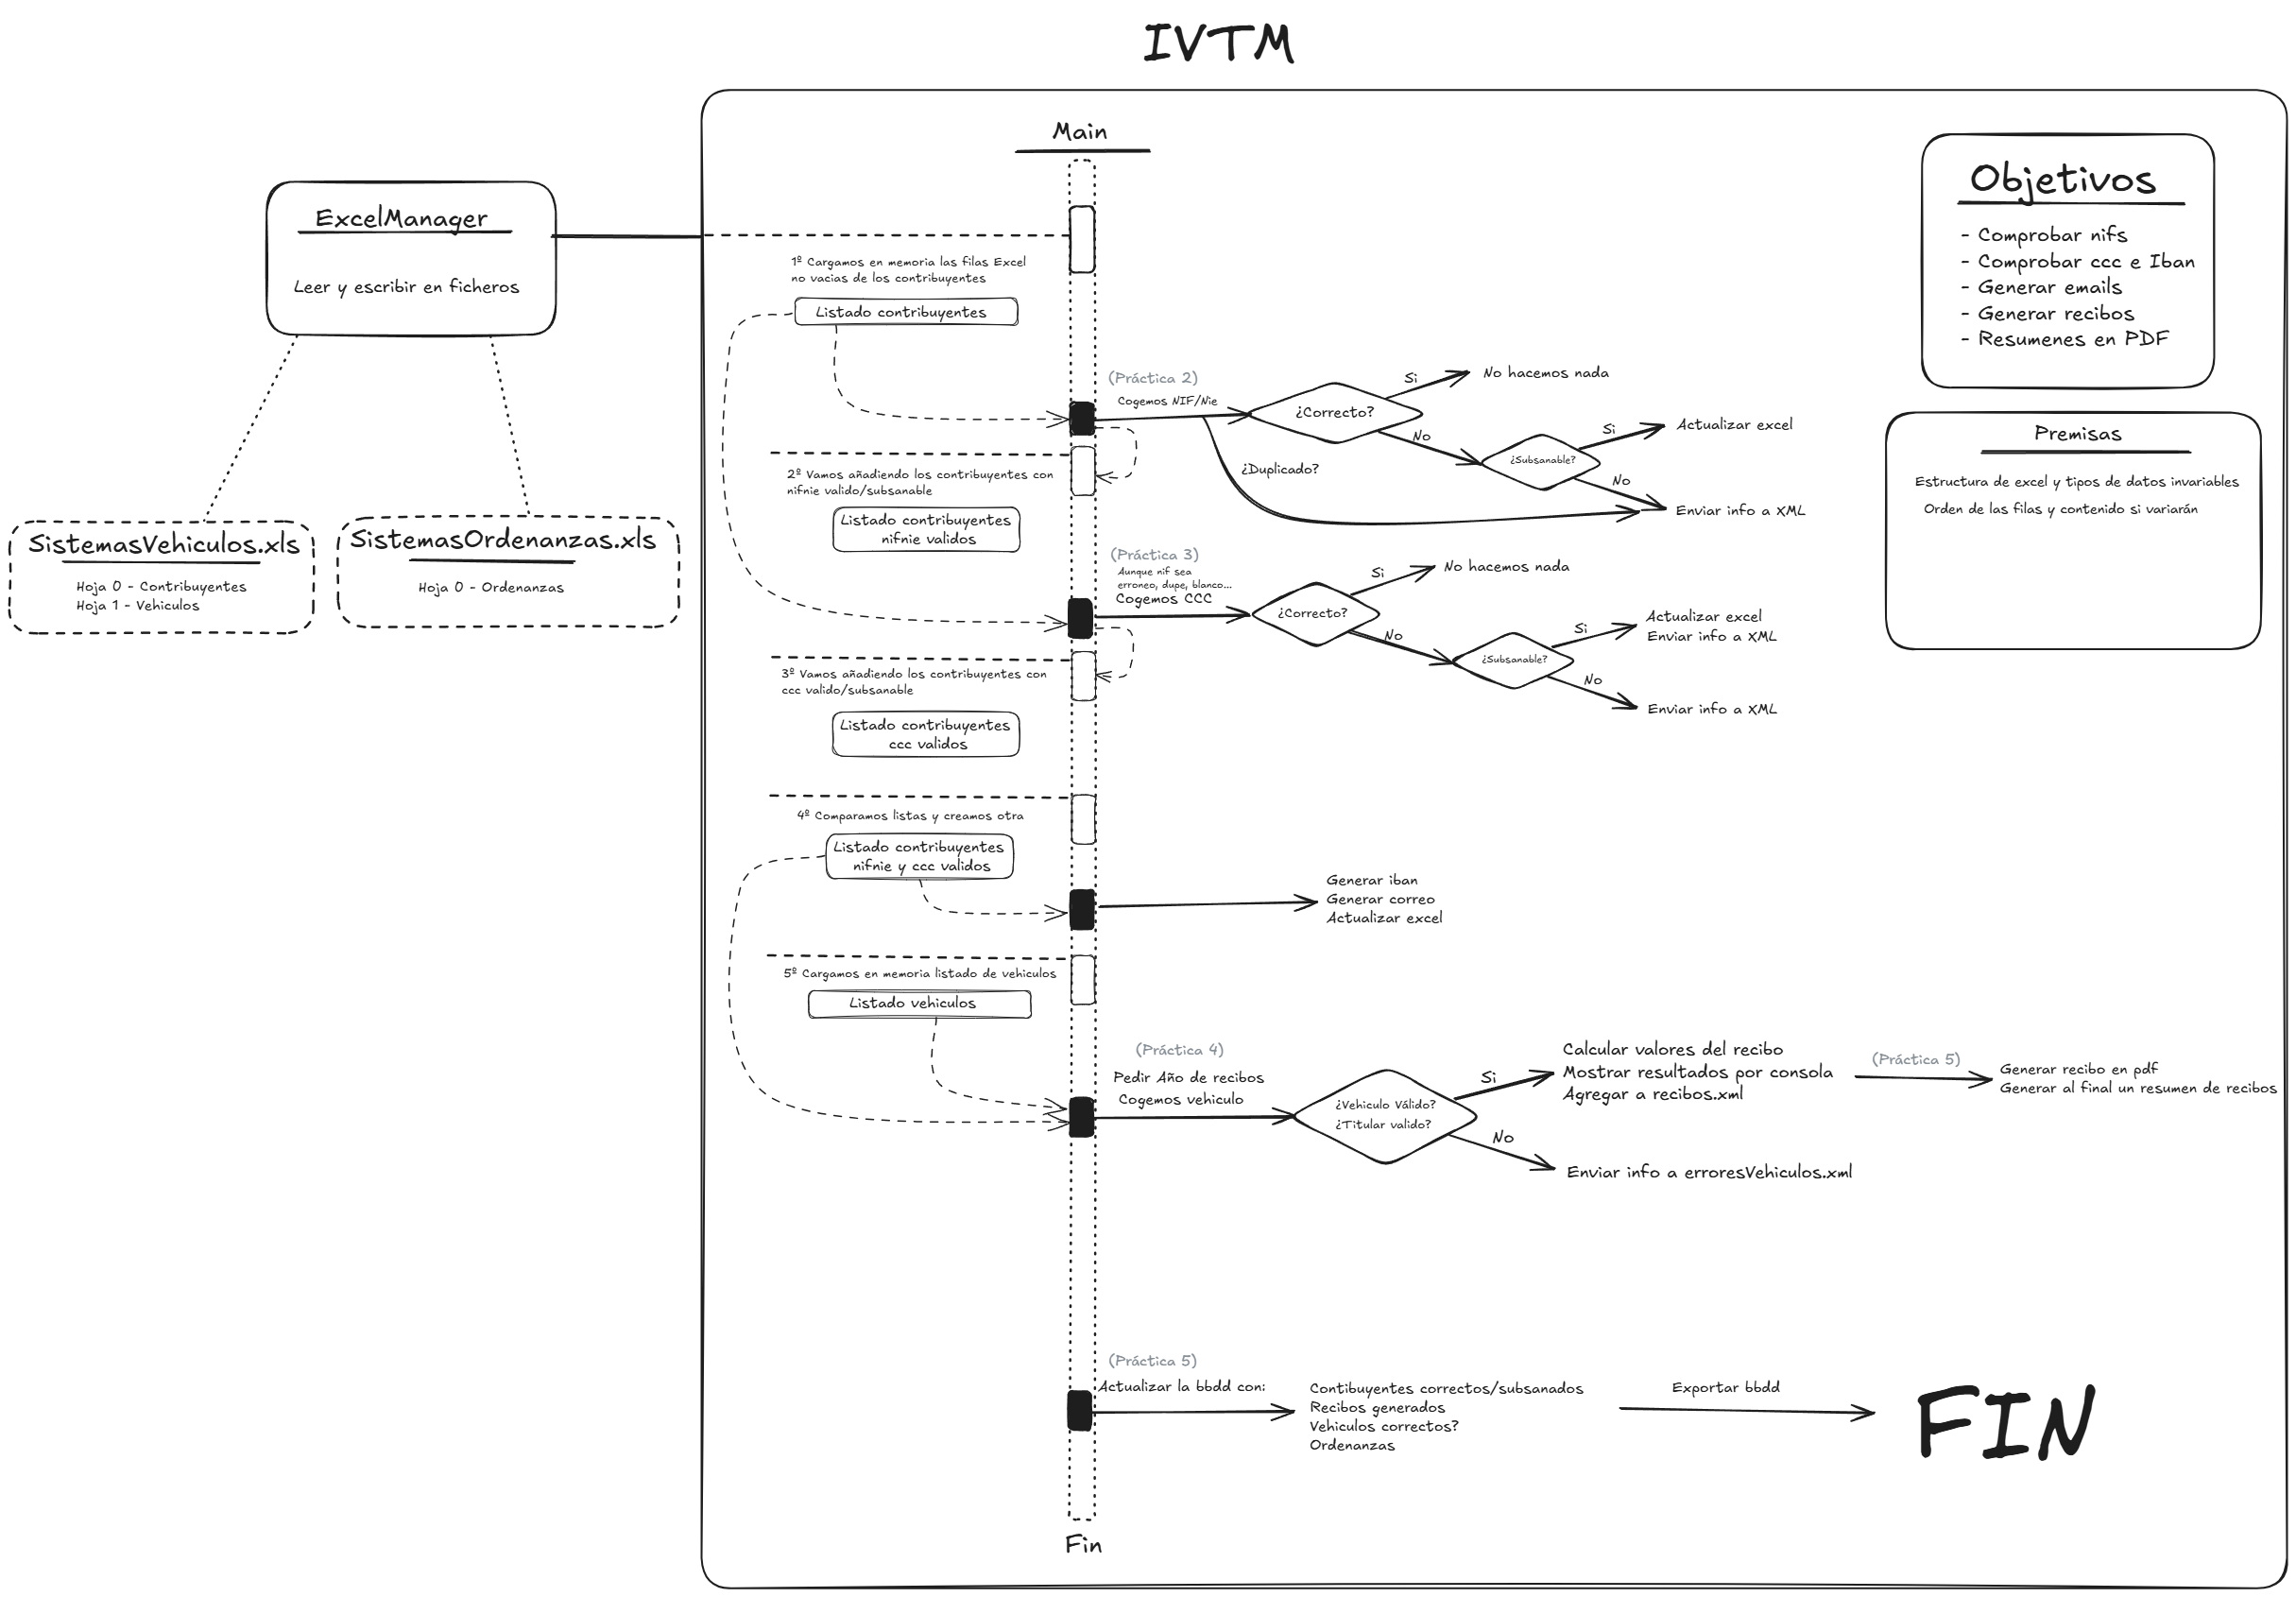 IVTM
ExcelManager
Leer y escribir en ficheros
SistemasVehiculos.xls
Hoja 0 - Contribuyentes
Hoja 1 - Vehiculos
SistemasOrdenanzas.xls
Hoja 0 - Ordenanzas
Main
1º Cargamos en memoria las filas Excel
no vacias de los contribuyentes
Listado contribuyentes
(Práctica 2)
Cogemos NIF/Nie
¿Correcto?
Si
No hacemos nada
No
¿Subsanable?
Si
Actualizar excel
No
Enviar info a XML
¿Duplicado?
2º Vamos añadiendo los contribuyentes con
nifnie valido/subsanable
Listado contribuyentes
nifnie validos
(Práctica 3)
Aunque nif sea
erroneo, dupe, blanco...
Cogemos CCC
¿Correcto?
Si
No hacemos nada
No
¿Subsanable?
Si
Actualizar excel
Enviar info a XML
No
Enviar info a XML
3º Vamos añadiendo los contribuyentes con
ccc valido/subsanable
Listado contribuyentes
ccc validos
4º Comparamos listas y creamos otra
Listado contribuyentes
nifnie y ccc validos
Generar iban
Generar correo
Actualizar excel
5º Cargamos en memoria listado de vehiculos
Listado vehiculos
(Práctica 4)
Pedir Año de recibos
Cogemos vehiculo
¿Vehiculo Válido?
¿Titular valido?
Si
Calcular valores del recibo
Mostrar resultados por consola
Agregar a recibos.xml
(Práctica 5)
Generar recibo en pdf
Generar al final un resumen de recibos
No
Enviar info a erroresVehiculos.xml
(Práctica 5)
Actualizar la bbdd con:
Contibuyentes correctos/subsanados
Recibos generados
Vehiculos correctos?
Ordenanzas
Exportar bbdd
FIN
Fin
Objetivos
- Comprobar nifs
- Comprobar ccc e Iban
- Generar emails
- Generar recibos
- Resumenes en PDF
Premisas
Estructura de excel y tipos de datos invariables
Orden de las filas y contenido si variarán